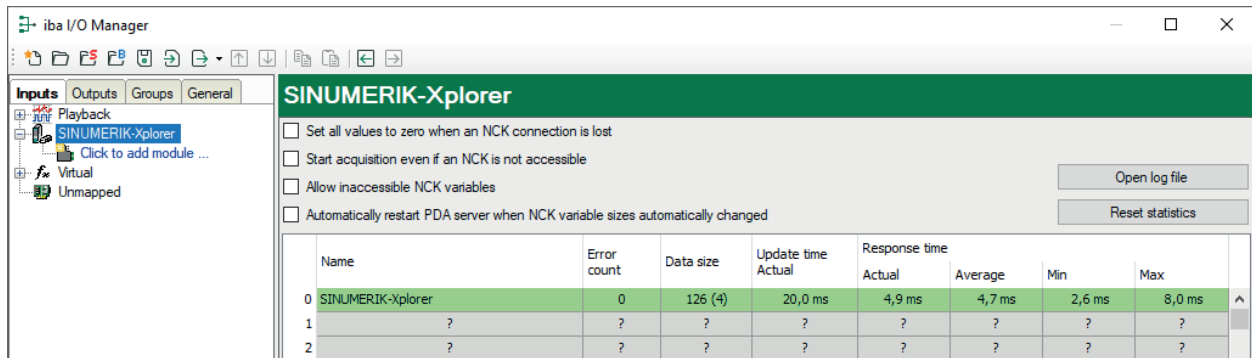 iba I/O Manager
Inputs Outputs Groups General
Playback
SINUMERIK-Xplorer
Click to add module ...
fx Virtual
Unmapped
SINUMERIK-Xplorer
Set all values to zero when an NCK connection is lost
Start acquisition even if an NCK is not accessible
Allow inaccessible NCK variables
Automatically restart PDA server when NCK variable sizes automatically changed
Open log file
Reset statistics
Name Error count Data size Update time Actual Response time
Actual Average Min Max
0 SINUMERIK-Xplorer 0 126 (4) 20,0 ms 4,9 ms 4,7 ms 2,6 ms 8,0 ms
1 ? ? ? ? ? ? ? ?
2 ? ? ? ? ? ? ? ?